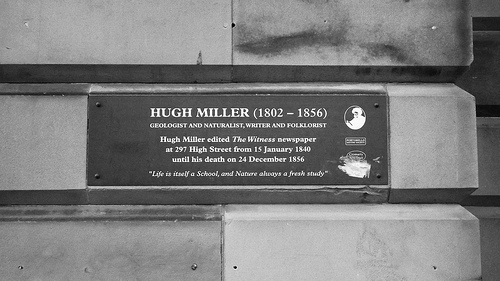 HUGH MILLER (1802 – 1856)
GEOLOGIST AND NATURALIST, WRITER AND FOLKLORIST
Hugh Miller edited The Witness newspaper
at 297 High Street from 15 January 1840
until his death on 24 December 1856
"Life is itself a School, and Nature always a fresh study"